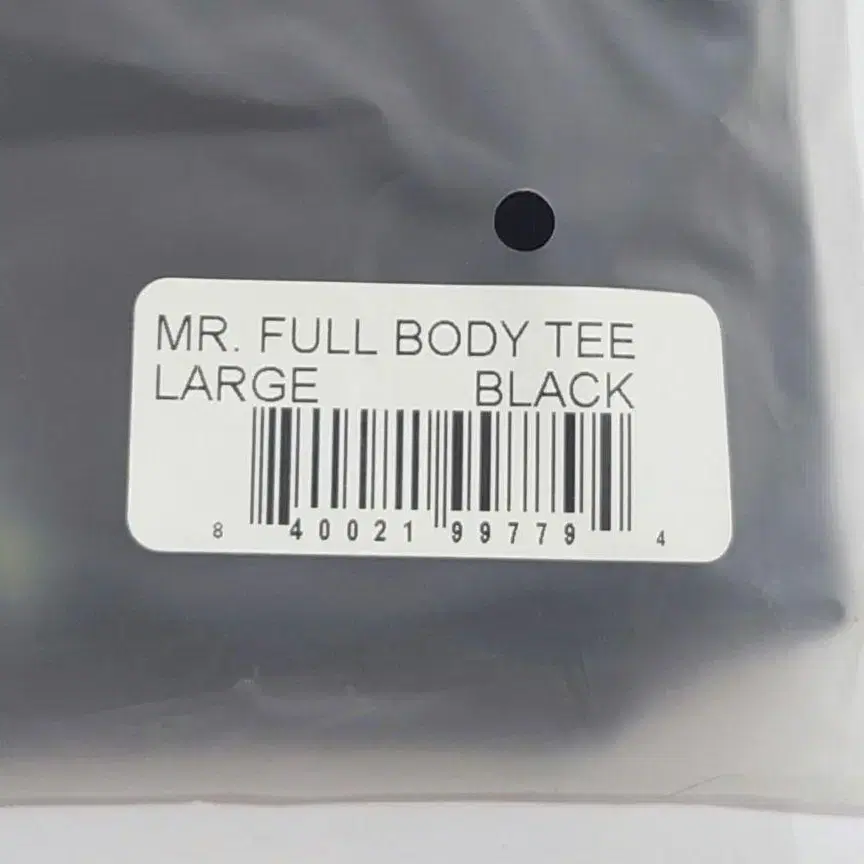 MR. FULL BODY TEE
LARGE BLACK
8 40021 99779 4